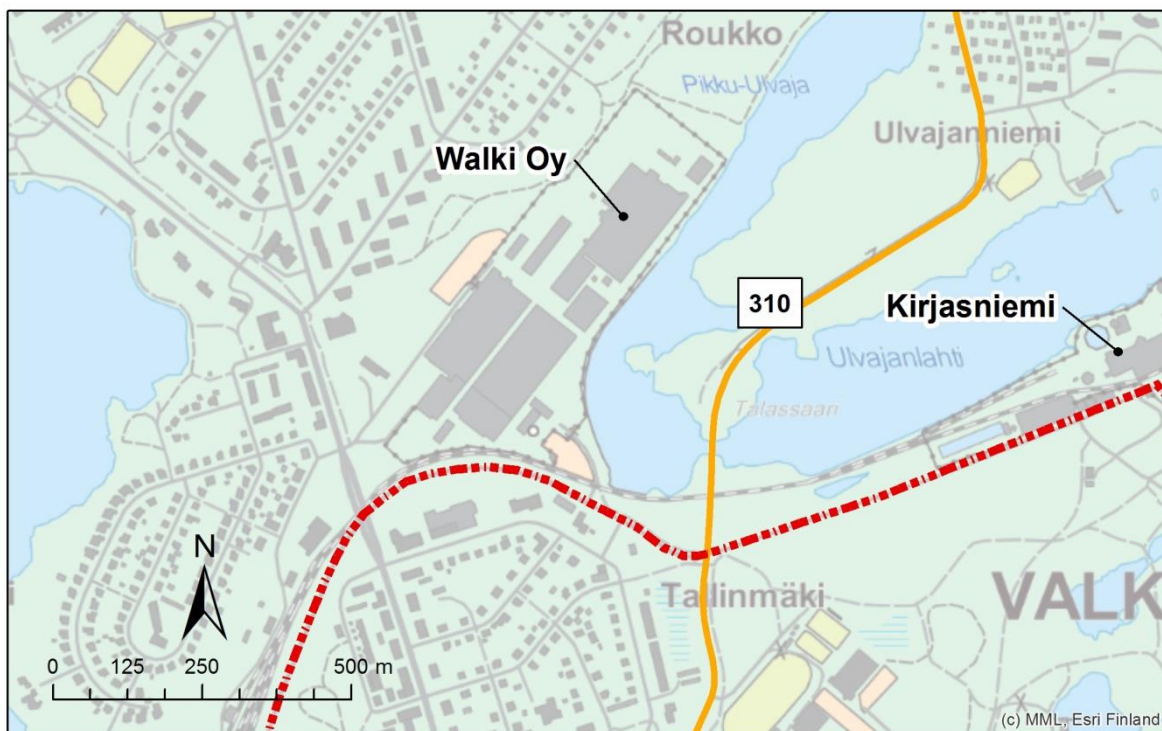 Roukko
Pikku-Ulvaja
Ulvajanniemi
Walki Oy
310
Kirjasniemi
Ulvajanlahti
Talassaari
N
Tallinmäki
VALK
0 125 250 500 m
(c) MML, Esri Finland